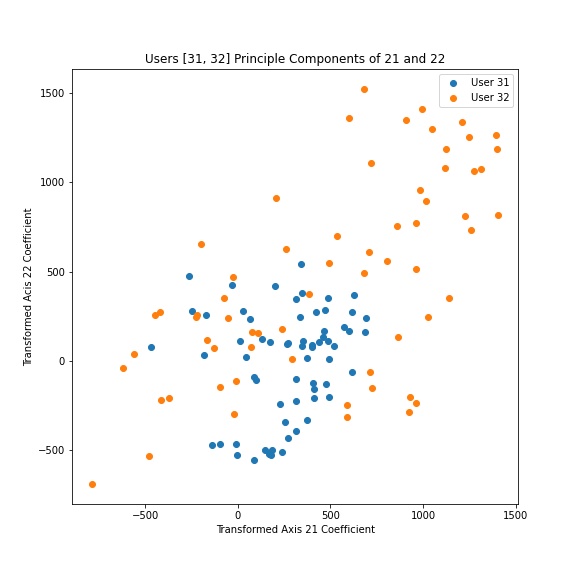 Users [31, 32] Principle Components of 21 and 22
User 31
User 32
1500
1000
500
0
−500
Transformed Acis 22 Coefficient
−500
0
500
1000
1500
Transformed Axis 21 Coefficient